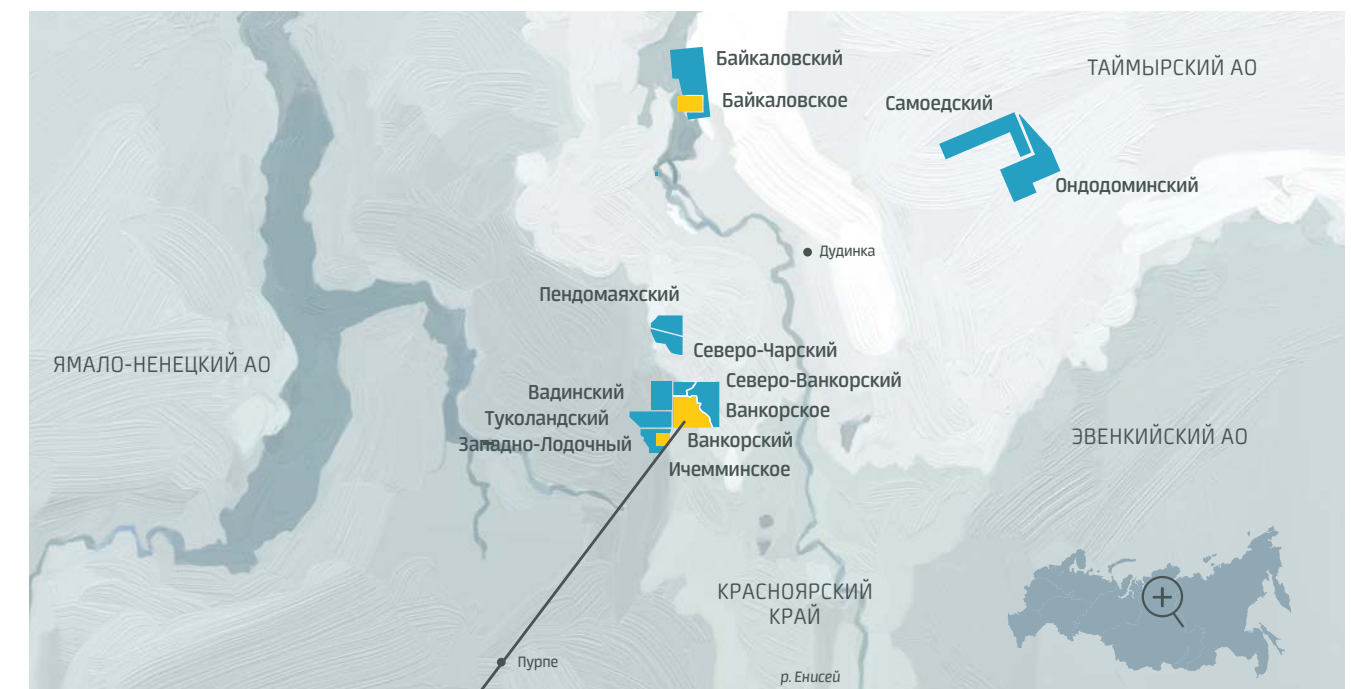 Байкаловский
ТАЙМЫРСКИЙ АО
Байкаловское
Самоедский
Ондодоминский
Дудинка
Пендомаяхский
Северо-Чарский
ЯМАЛО-НЕНЕЦКИЙ АО
Северо-Ванкорский
Вадинский
Ванкорское
Туколандский
ЭВЕНКИЙСКИЙ АО
Западно-Лодочный
Ванкорский
Ичемминское
КРАСНОЯРСКИЙ
КРАЙ
Пурпе
р. Енисей